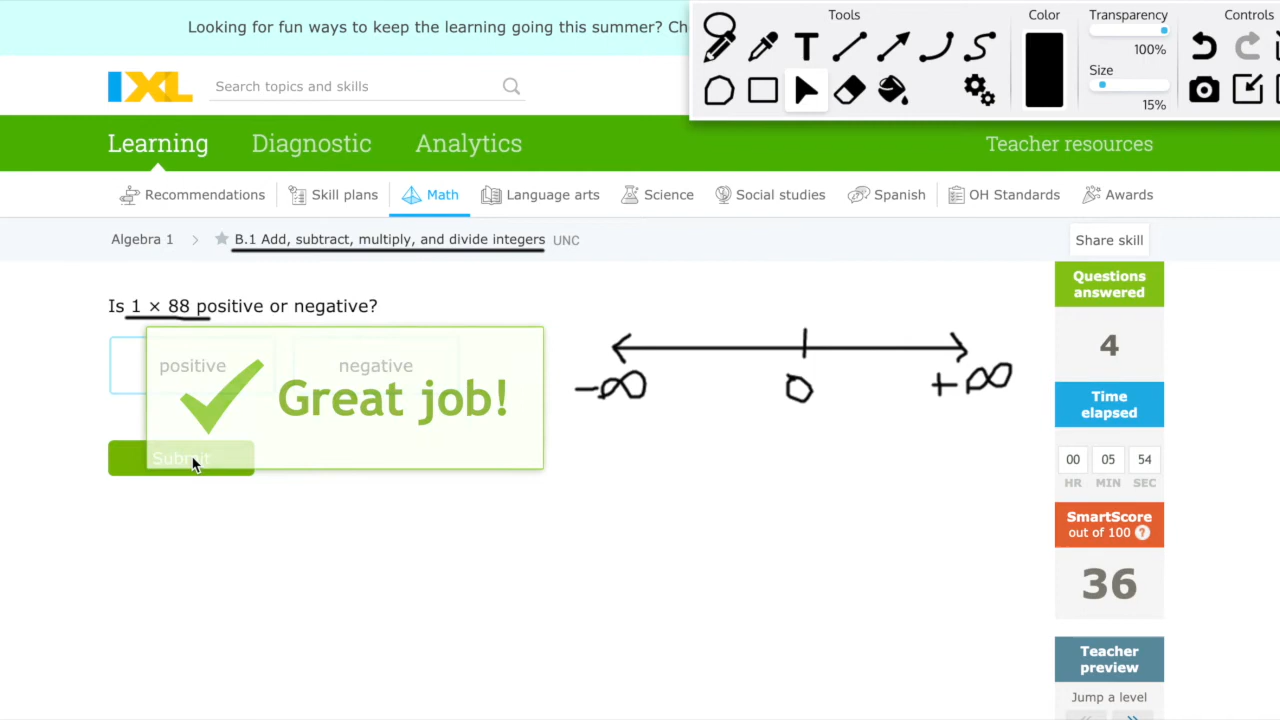 Looking for fun ways to keep the learning going this summer? Ch
Tools
Color
Transparency
Controls
100%
Size
15%
IXL
Search topics and skills
T
Learning
Diagnostic
Analytics
Teacher resources
Recommendations
Skill plans
Math
Language arts
Science
Social studies
Spanish
OH Standards
Awards
Algebra 1 > B.1 Add, subtract, multiply, and divide integers UNC
Share skill
Is 1 × 88 positive or negative?
positive
negative
Great job!
Submit
-∞
0
+∞
Questions
answered
4
Time
elapsed
00 05 54
HR MIN SEC
SmartScore
out of 100 ?
36
Teacher
preview
Jump a level